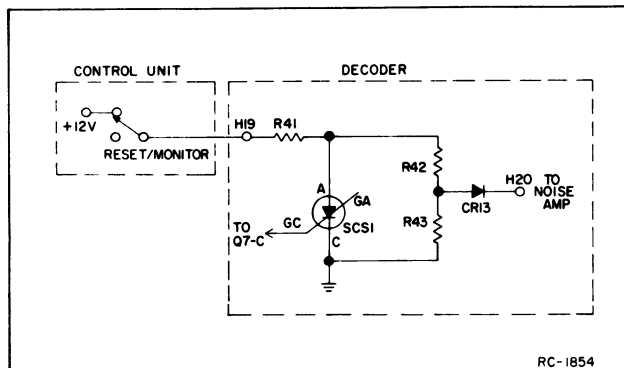 CONTROL UNIT
DECODER
+12V
RESET/MONITOR
H19
R41
R42
H20 TO
NOISE
AMP
CR13
R43
A
GA
SCS1
GC
C
TO
Q7-C
RC-1854